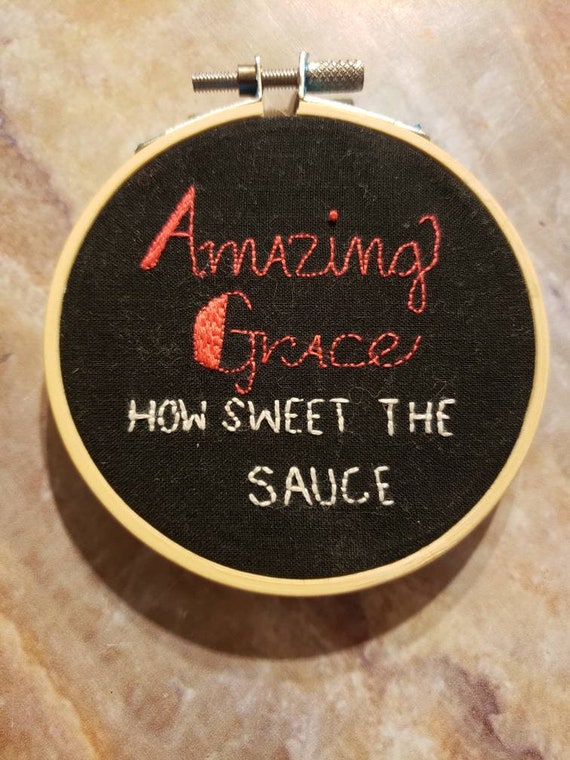 Amazing
Grace
HOW SWEET THE
SAUCE